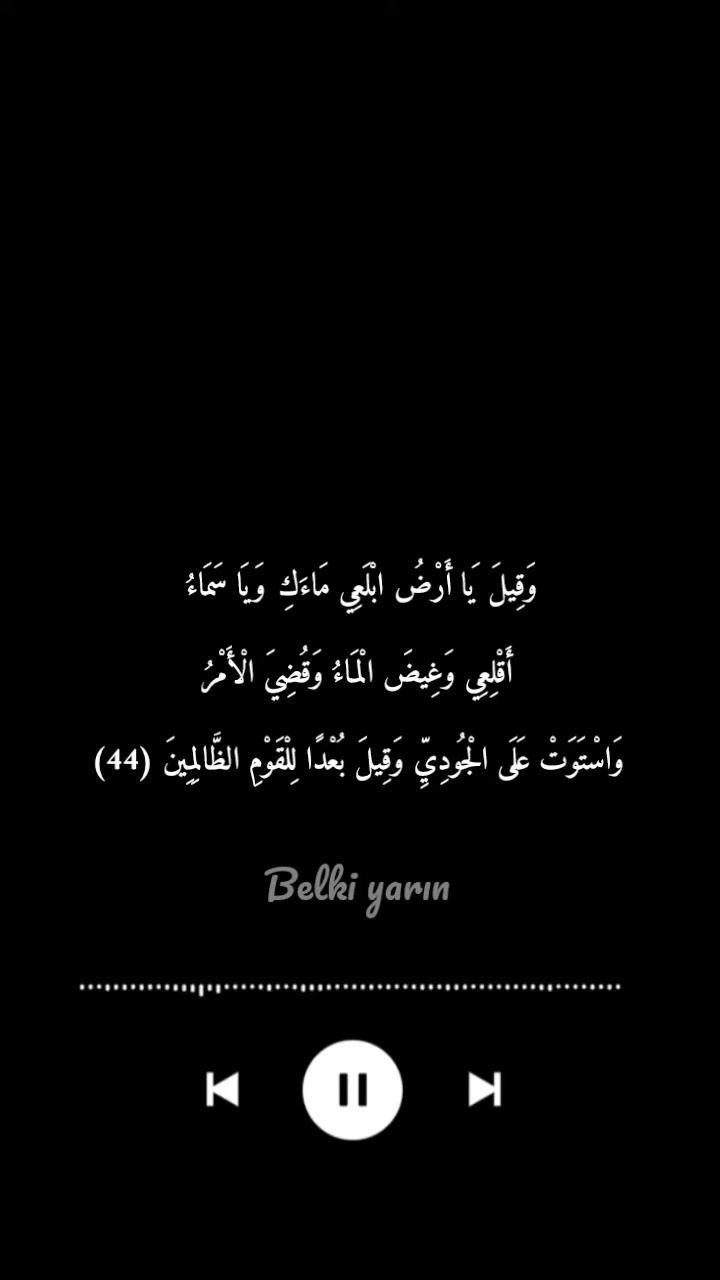 وَقِيلَ يَا أَرْضُ ابْلَعِي مَاءَكِ وَيَا سَمَاءُ
أَقْلِعِي وَغِيضَ الْمَاءُ وَقُضِيَ الْأَمْرُ
وَاسْتَوَتْ عَلَى الْجُودِيِّ وَقِيلَ بُعْدًا لِلْقَوْمِ الظَّالِمِينَ (44)
Belki yarın